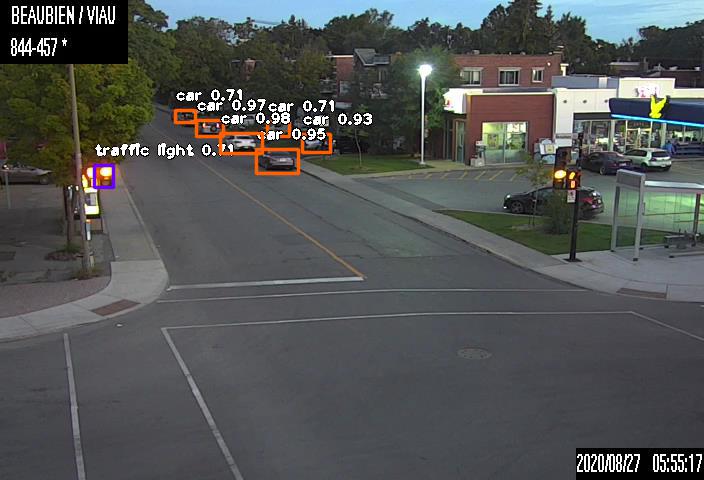 BEAUBIEN / VIAU
844-457 *
car 0.71
car 0.97
car 0.71
car 0.98
car 0.93
car 0.95
traffic light 0.71
2020/08/27 05:55:17